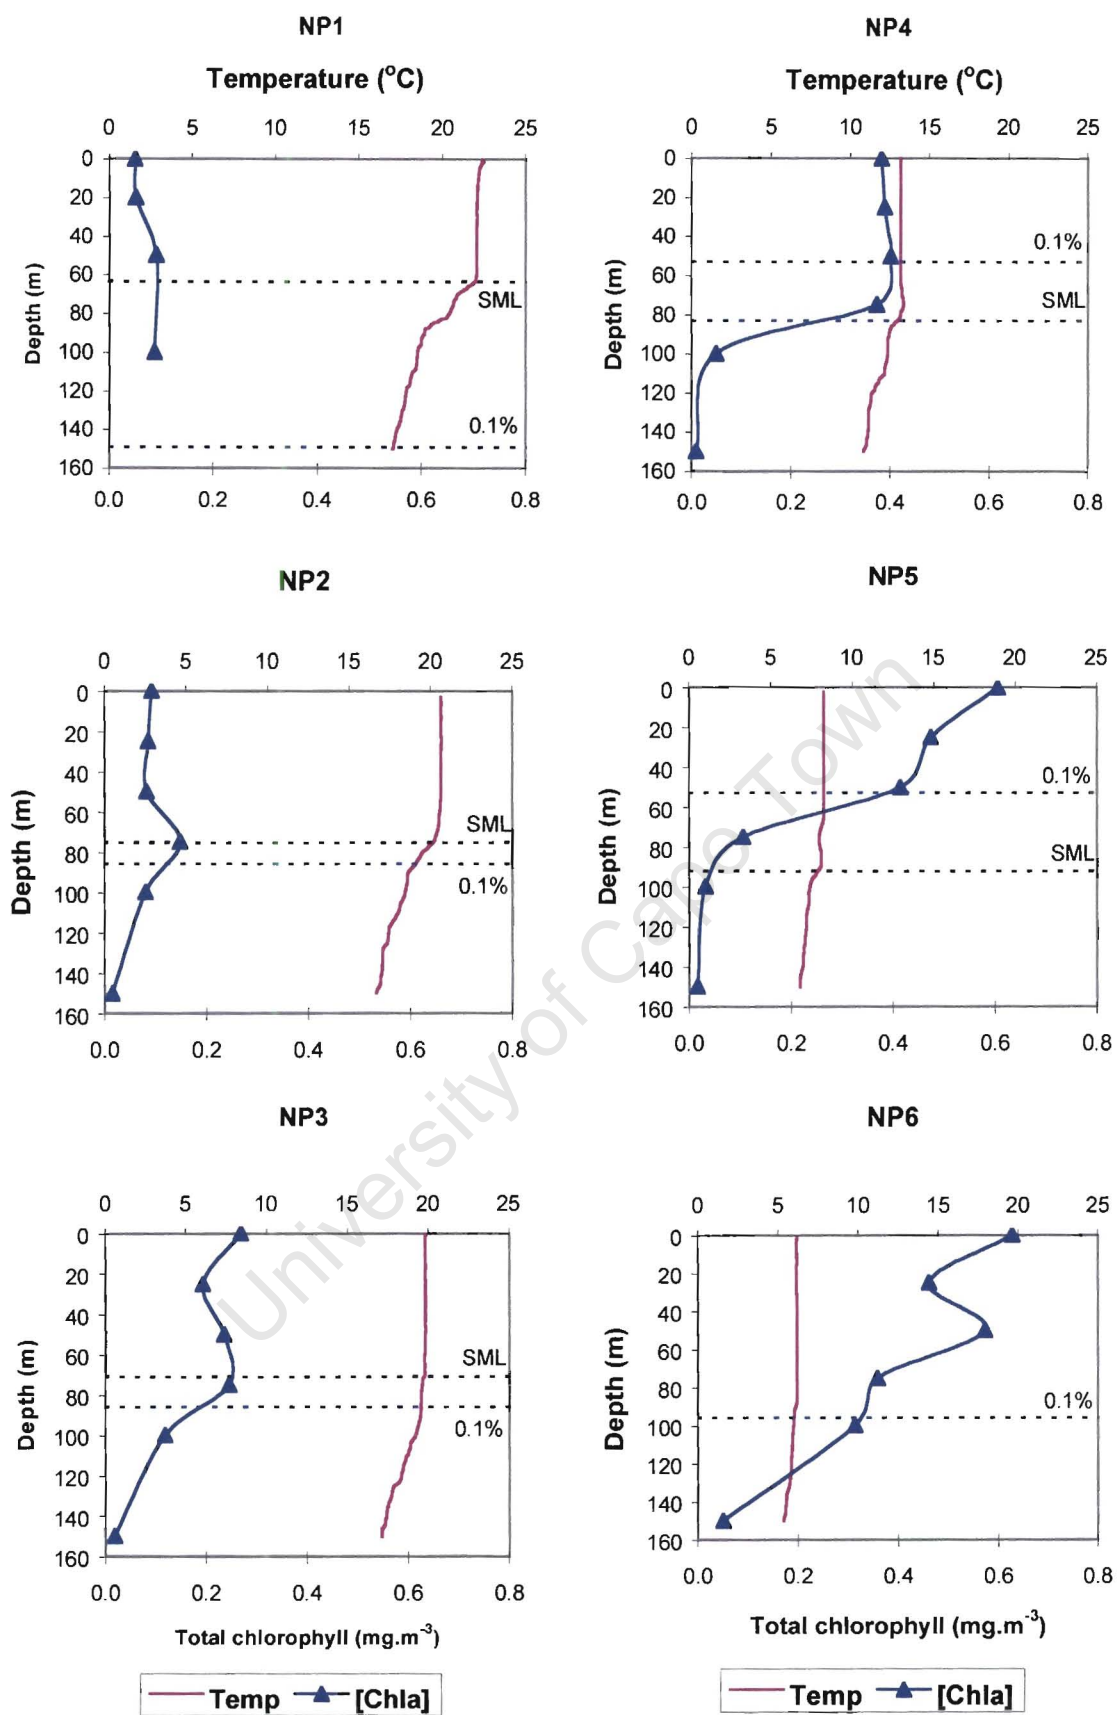 NP1
Temperature (°C)
0 5 10 15 20 25
0
20
40
60
80
100
120
140
160
Depth (m)
SML
0.1%
0.0 0.2 0.4 0.6 0.8
NP4
Temperature (°C)
0 5 10 15 20 25
0
20
40
60
80
100
120
140
160
Depth (m)
0.1%
SML
0.0 0.2 0.4 0.6 0.8
NP2
0 5 10 15 20 25
0
20
40
60
80
100
120
140
160
Depth (m)
SML
0.1%
0.0 0.2 0.4 0.6 0.8
NP5
0 5 10 15 20 25
0
20
40
60
80
100
120
140
160
Depth (m)
0.1%
SML
0.0 0.2 0.4 0.6 0.8
NP3
0 5 10 15 20 25
0
20
40
60
80
100
120
140
160
Depth (m)
SML
0.1%
0.0 0.2 0.4 0.6 0.8
Total chlorophyll (mg.m⁻³)
Temp [Chla]
NP6
0 5 10 15 20 25
0
20
40
60
80
100
120
140
160
Depth (m)
0.1%
0.0 0.2 0.4 0.6 0.8
Total chlorophyll (mg.m⁻³)
Temp [Chla]
University of Cape Town